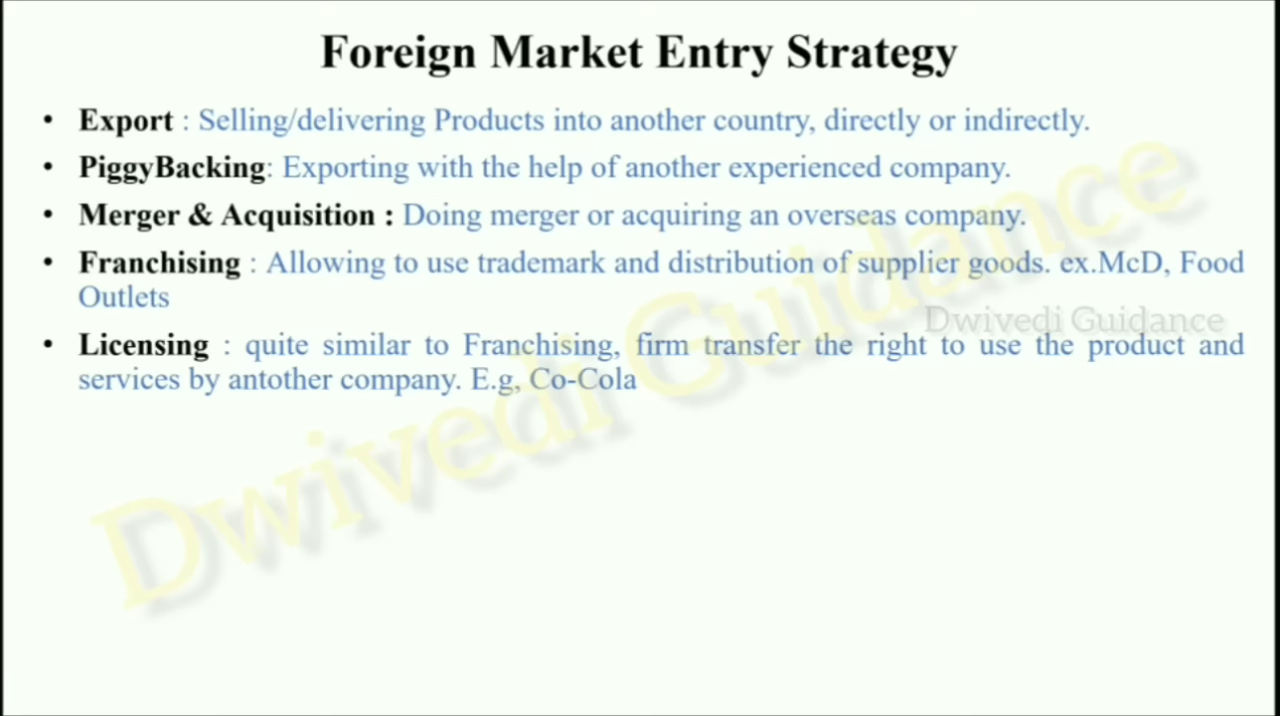 Foreign Market Entry Strategy
• Export : Selling/delivering Products into another country, directly or indirectly.
• PiggyBacking: Exporting with the help of another experienced company.
• Merger & Acquisition : Doing merger or acquiring an overseas company.
• Franchising : Allowing to use trademark and distribution of supplier goods. ex.McD, Food
Outlets
Dwivedi Guidance
• Licensing : quite similar to Franchising, firm transfer the right to use the product and
services by antother company. E.g, Co-Cola
Dwivedi Guidance